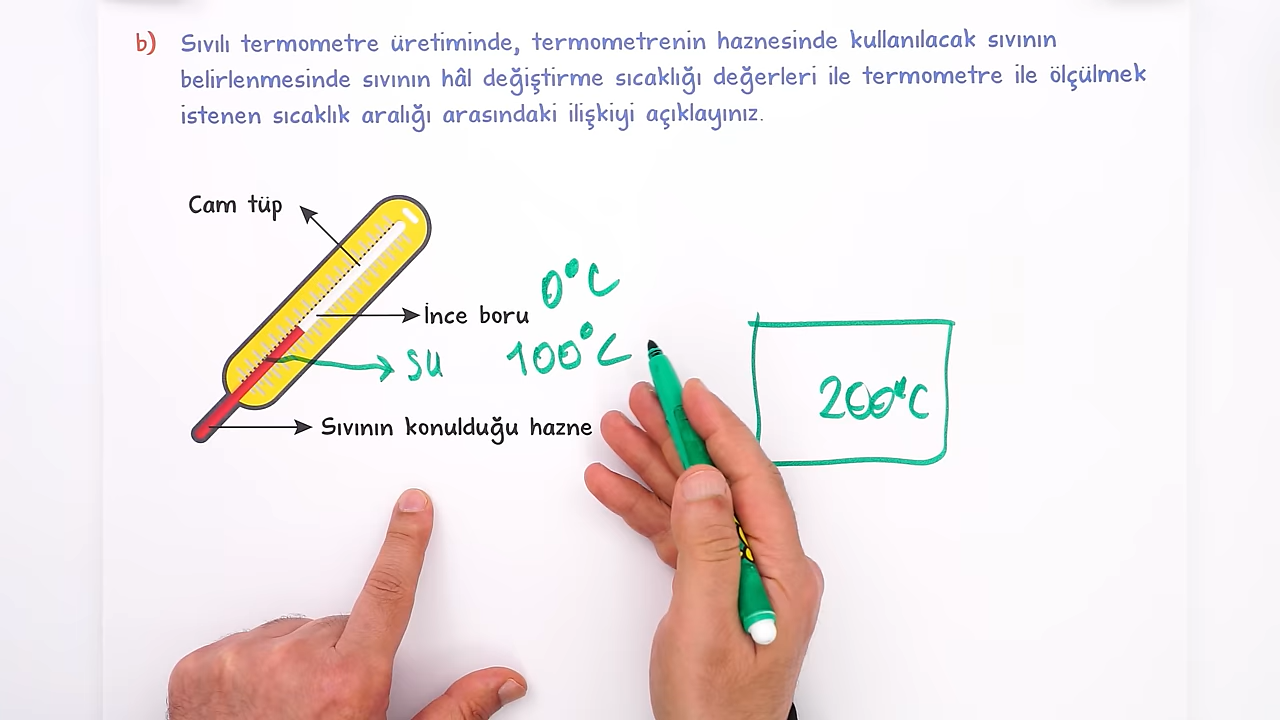 b) Sıvılı termometre üretiminde, termometrenin haznesinde kullanılacak sıvının
belirlenmesinde sıvının hâl değiştirme sıcaklığı değerleri ile termometre ile ölçülmek
istenen sıcaklık aralığı arasındaki ilişkiyi açıklayınız.
Cam tüp
0°C
İnce boru
100°C
su
200°C
Sıvının konulduğu hazne